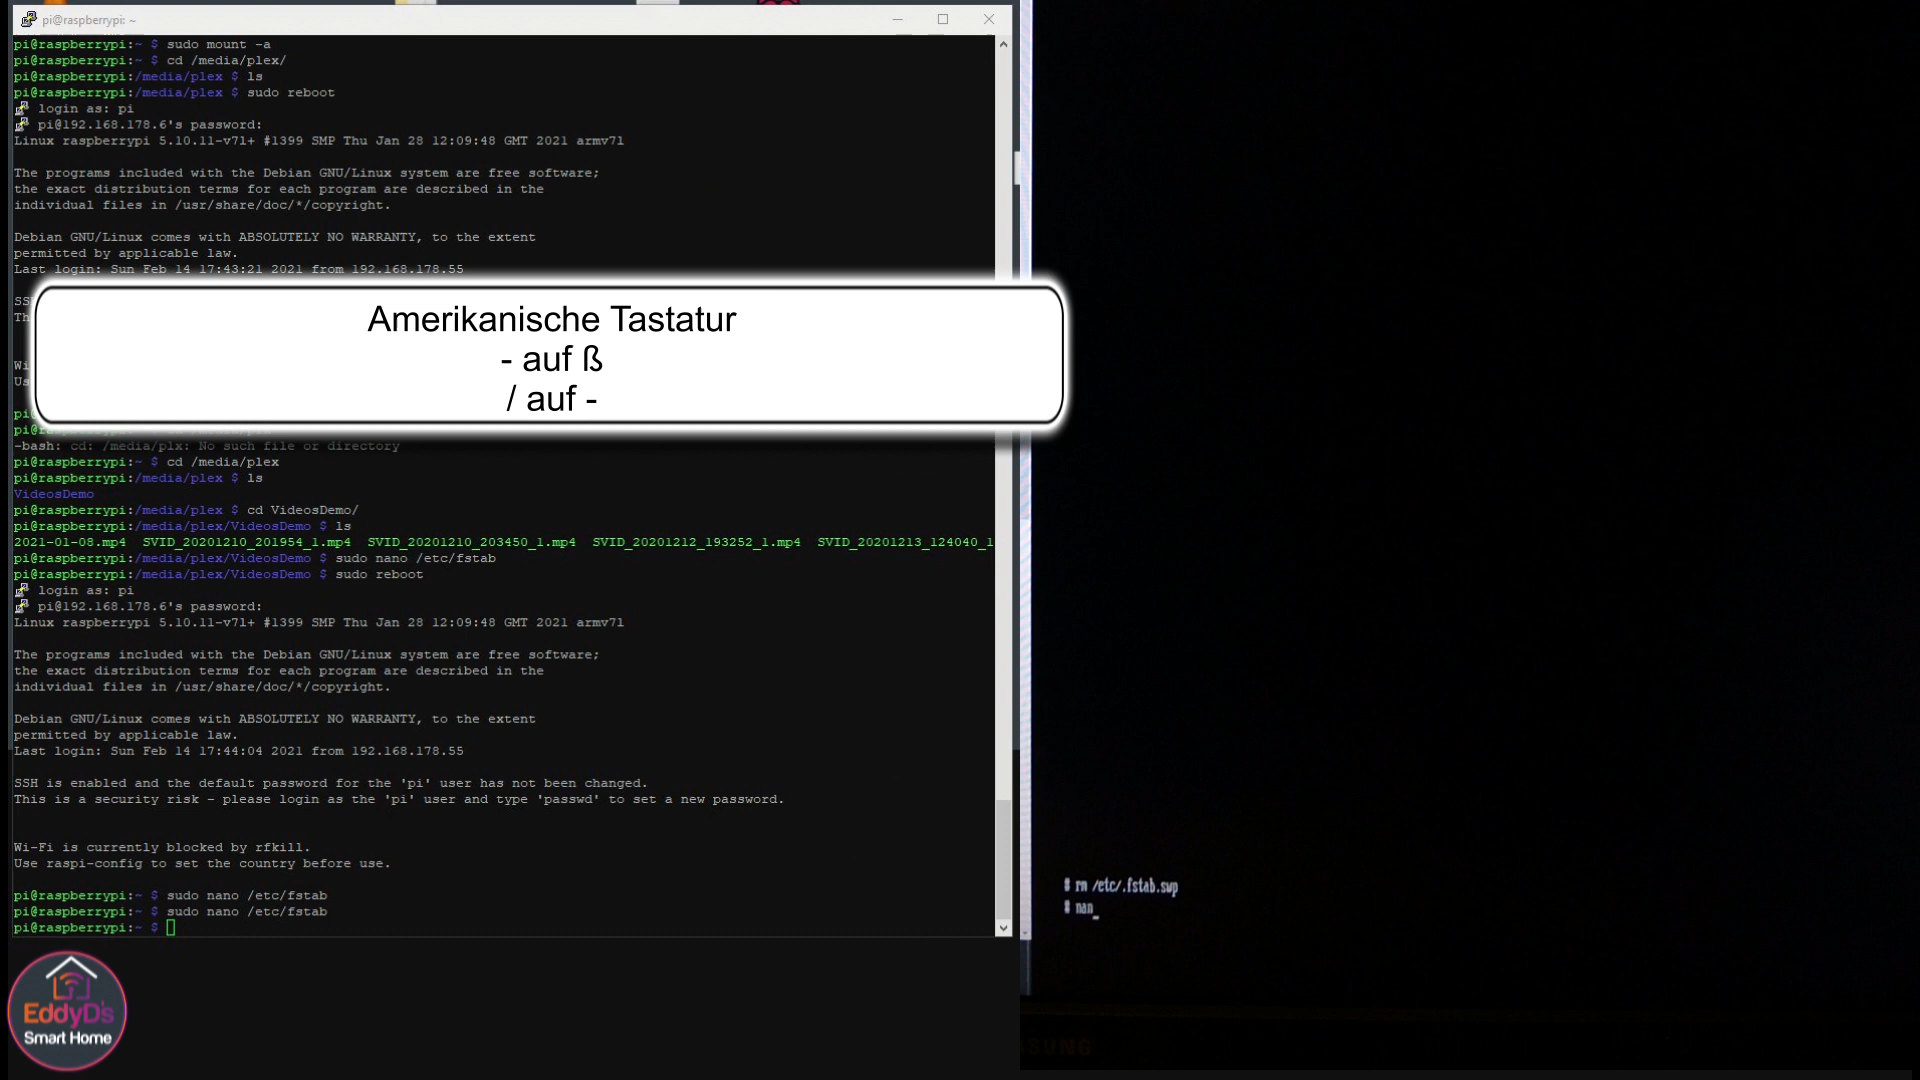 pi@raspberrypi: ~
pi@raspberrypi:~ $ sudo mount -a
pi@raspberrypi:~ $ cd /media/plex/
pi@raspberrypi:/media/plex $ ls
pi@raspberrypi:/media/plex $ sudo reboot
login as: pi
pi@192.168.178.6's password:
Linux raspberrypi 5.10.11-v7l+ #1399 SMP Thu Jan 28 12:09:48 GMT 2021 armv7l
The programs included with the Debian GNU/Linux system are free software;
the exact distribution terms for each program are described in the
individual files in /usr/share/doc/*/copyright.
Debian GNU/Linux comes with ABSOLUTELY NO WARRANTY, to the extent
permitted by applicable law.
Last login: Sun Feb 14 17:43:21 2021 from 192.168.178.55
SS
Th
Wi
Us
pi@
Amerikanische Tastatur
- auf ß
/ auf -
-bash: cd: /media/plx: No such file or directory
pi@raspberrypi:~ $ cd /media/plex
pi@raspberrypi:/media/plex $ ls
VideosDemo
pi@raspberrypi:/media/plex $ cd VideosDemo/
pi@raspberrypi:/media/plex/VideosDemo $ ls
2021-01-08.mp4 SVID_20201210_201954_1.mp4 SVID_20201210_203450_1.mp4 SVID_20201212_193252_1.mp4 SVID_20201213_124040_1
pi@raspberrypi:/media/plex/VideosDemo $ sudo nano /etc/fstab
pi@raspberrypi:/media/plex/VideosDemo $ sudo reboot
login as: pi
pi@192.168.178.6's password:
Linux raspberrypi 5.10.11-v7l+ #1399 SMP Thu Jan 28 12:09:48 GMT 2021 armv7l
The programs included with the Debian GNU/Linux system are free software;
the exact distribution terms for each program are described in the
individual files in /usr/share/doc/*/copyright.
Debian GNU/Linux comes with ABSOLUTELY NO WARRANTY, to the extent
permitted by applicable law.
Last login: Sun Feb 14 17:44:04 2021 from 192.168.178.55
SSH is enabled and the default password for the 'pi' user has not been changed.
This is a security risk - please login as the 'pi' user and type 'passwd' to set a new password.
Wi-Fi is currently blocked by rfkill.
Use raspi-config to set the country before use.
pi@raspberrypi:~ $ sudo nano /etc/fstab
pi@raspberrypi:~ $ sudo nano /etc/fstab
pi@raspberrypi:~ $
# rm /etc/.fstab.swp
# nan_
EddyD's
Smart Home